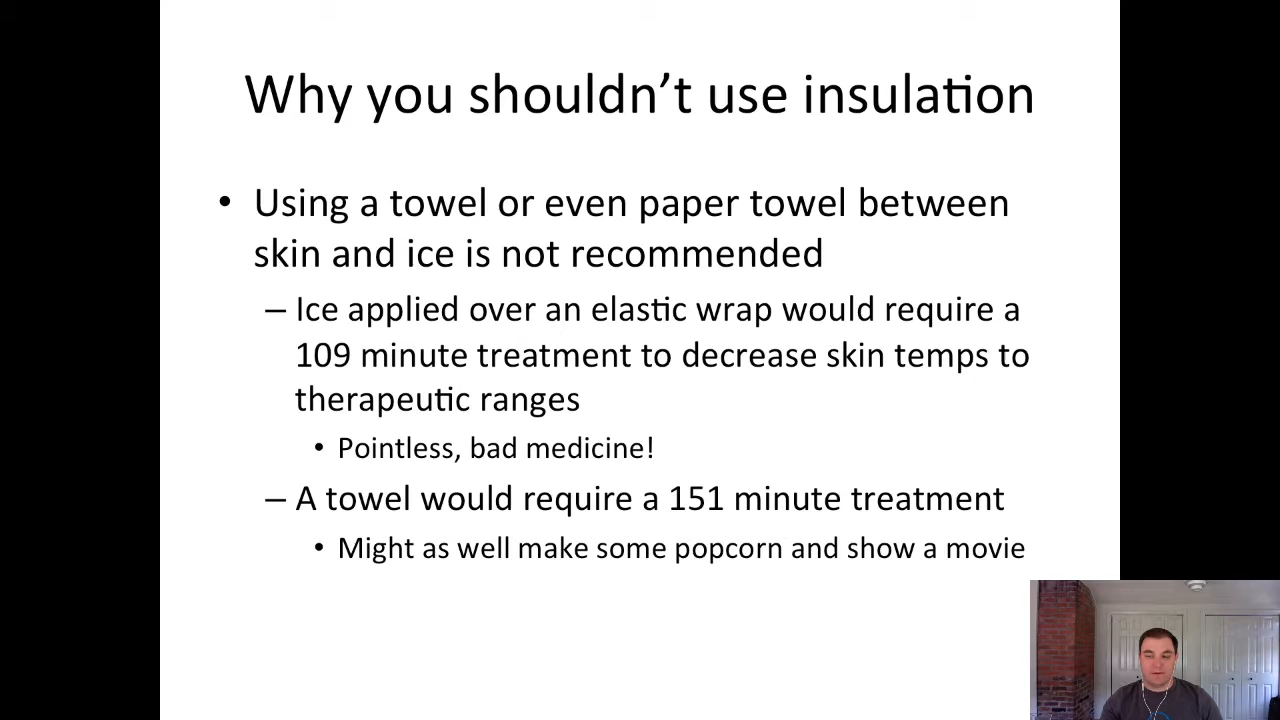 Why you shouldn’t use insulation
• Using a towel or even paper towel between
skin and ice is not recommended
– Ice applied over an elastic wrap would require a
109 minute treatment to decrease skin temps to
therapeutic ranges
• Pointless, bad medicine!
– A towel would require a 151 minute treatment
• Might as well make some popcorn and show a movie